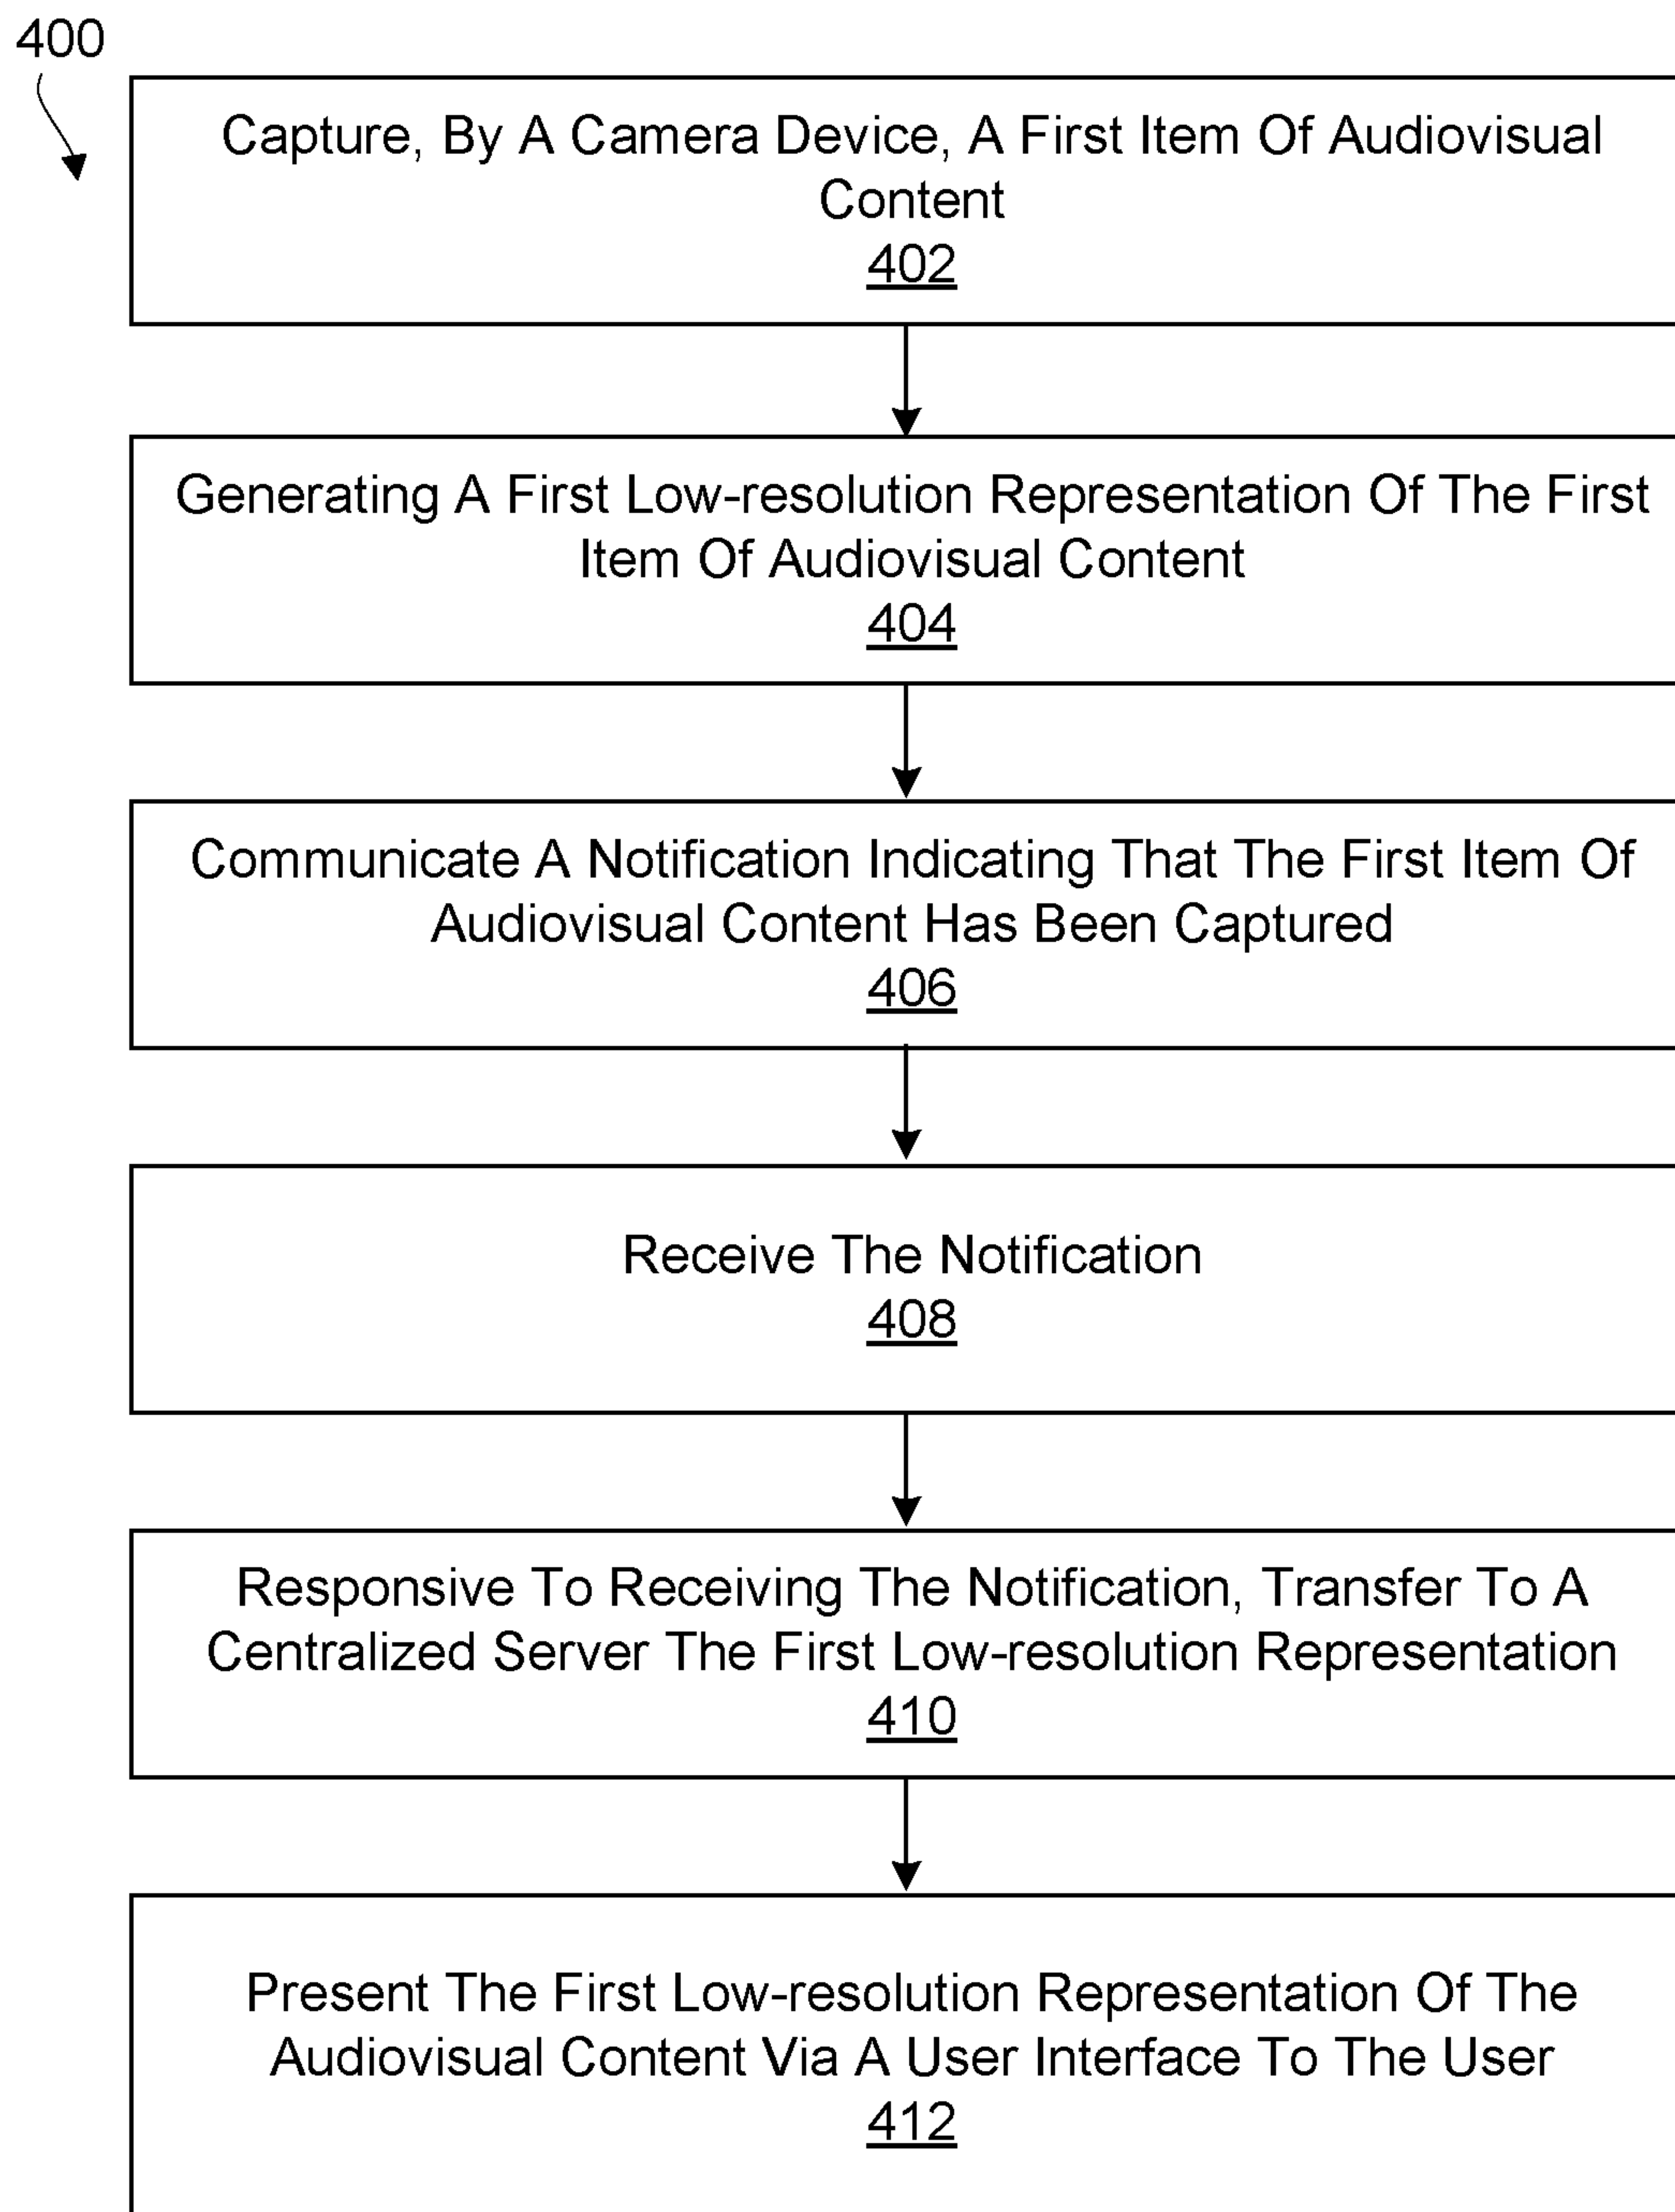 400
Capture, By A Camera Device, A First Item Of Audiovisual
Content
402
Generating A First Low-resolution Representation Of The First
Item Of Audiovisual Content
404
Communicate A Notification Indicating That The First Item Of
Audiovisual Content Has Been Captured
406
Receive The Notification
408
Responsive To Receiving The Notification, Transfer To A
Centralized Server The First Low-resolution Representation
410
Present The First Low-resolution Representation Of The
Audiovisual Content Via A User Interface To The User
412